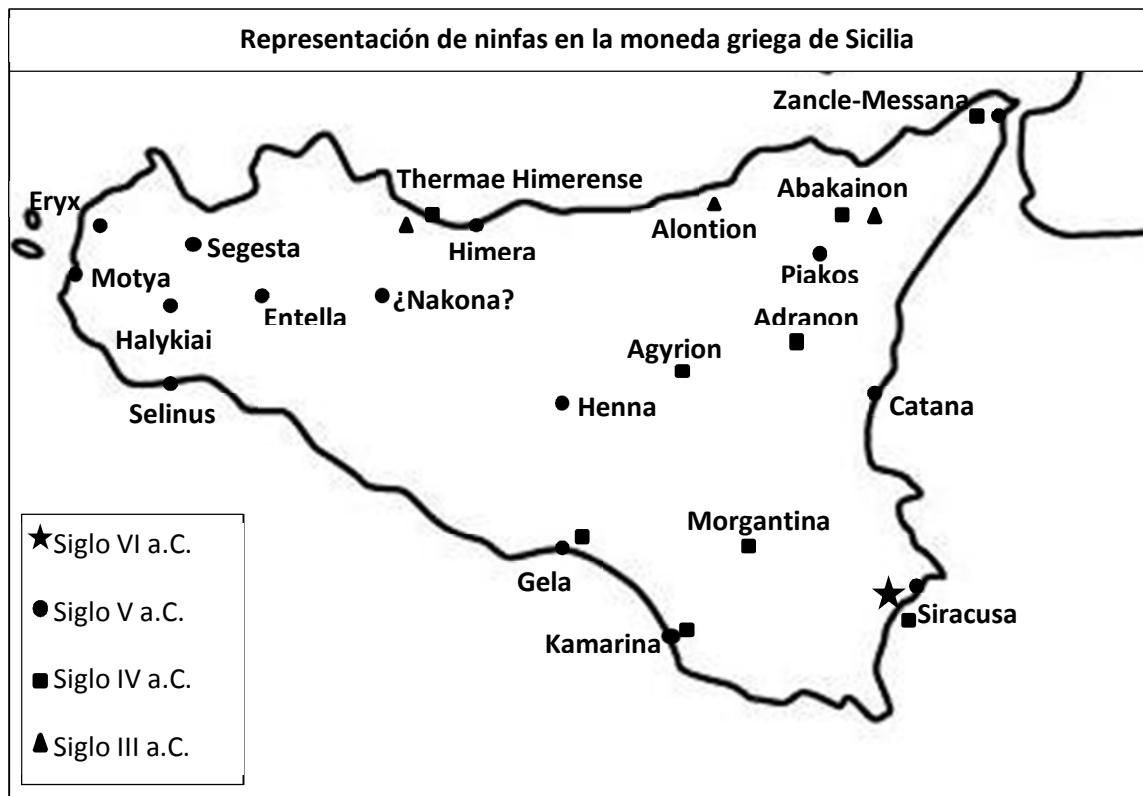 Representación de ninfas en la moneda griega de Sicilia
Zancle-Messana
Thermae Himerense
Abakainon
Eryx
Alontion
Segesta
Himera
Piakos
Motya
Entella
¿Nakona?
Adranon
Halykiai
Agyrion
Selinus
Henna
Catana
Morgantina
Gela
Siracusa
Kamarina
Siglo VI a.C.
Siglo V a.C.
Siglo IV a.C.
Siglo III a.C.